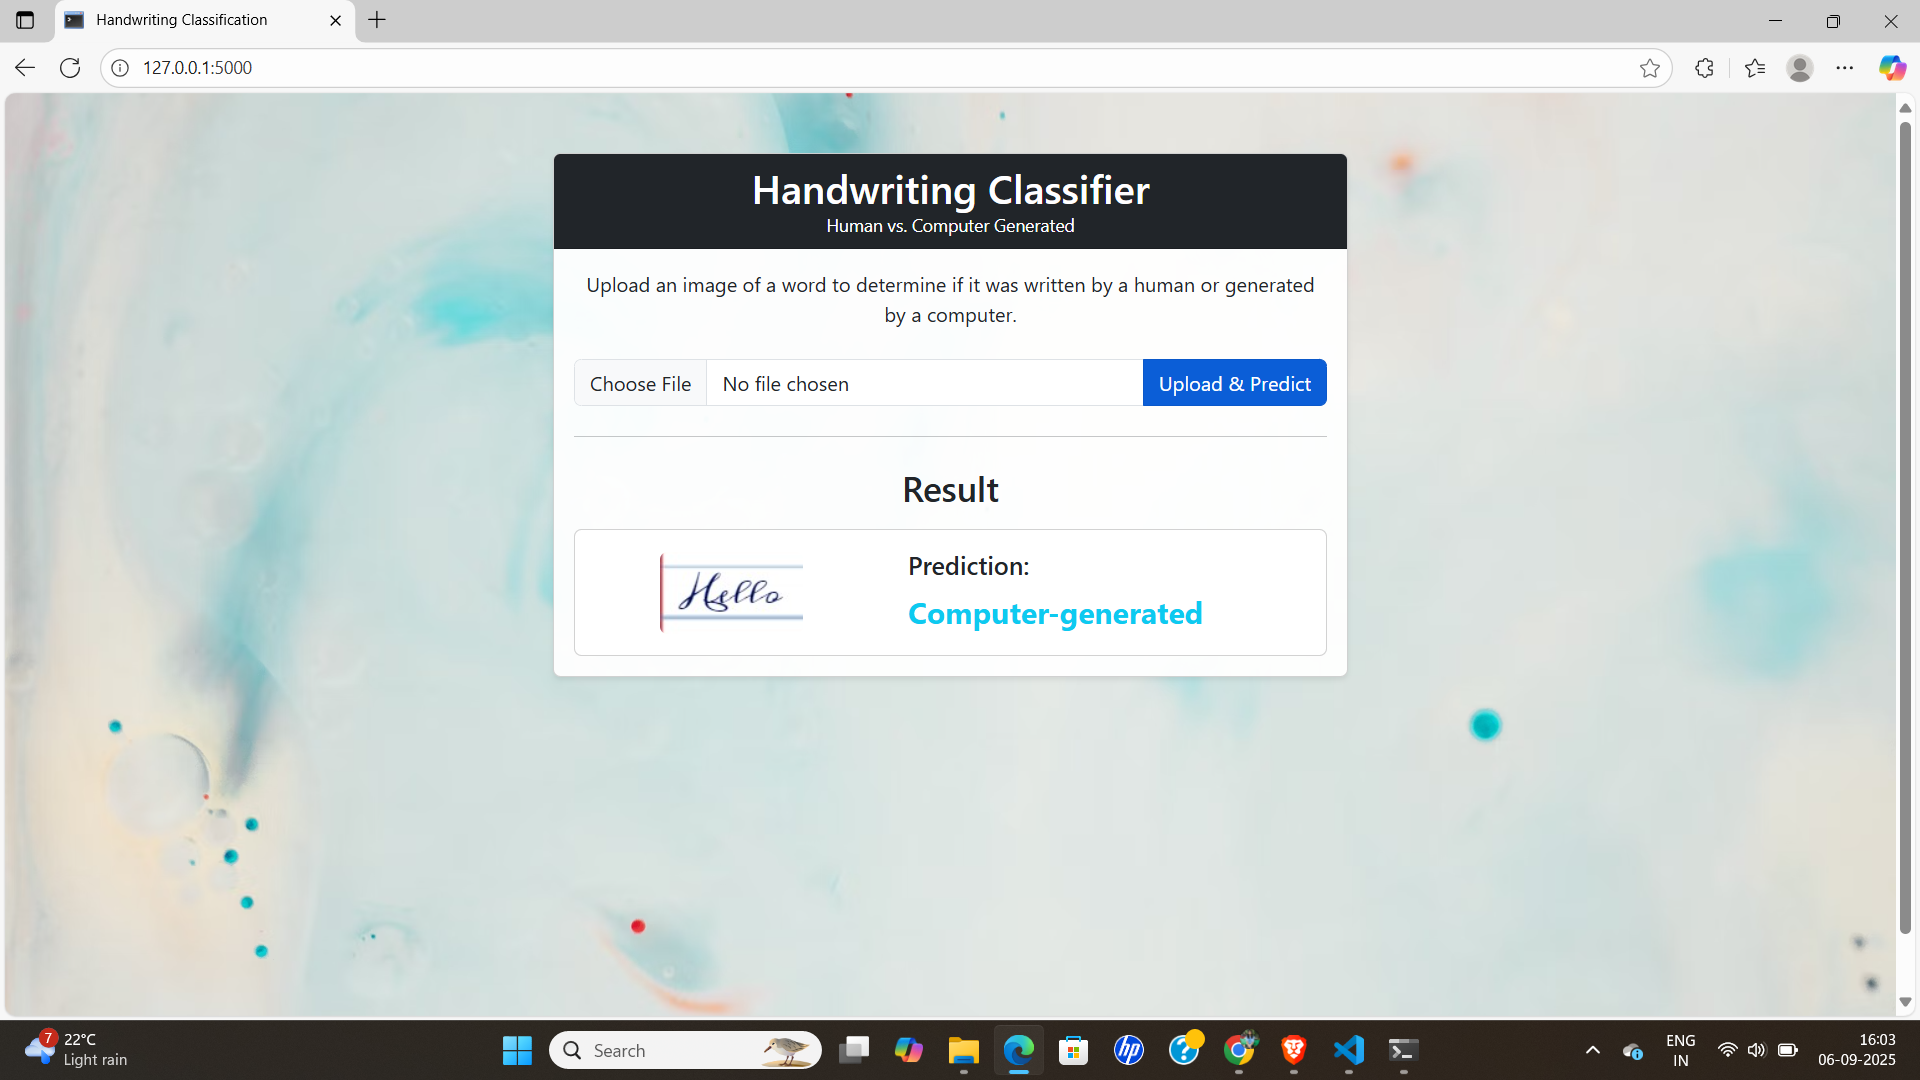 Handwriting Classification
127.0.0.1:5000
Handwriting Classifier
Human vs. Computer Generated
Upload an image of a word to determine if it was written by a human or generated
by a computer.
Choose File No file chosen Upload & Predict
Result
Hello
Prediction:
Computer-generated
7 22°C
Light rain
Search
hp
?
ENG
IN
16:03
06-09-2025